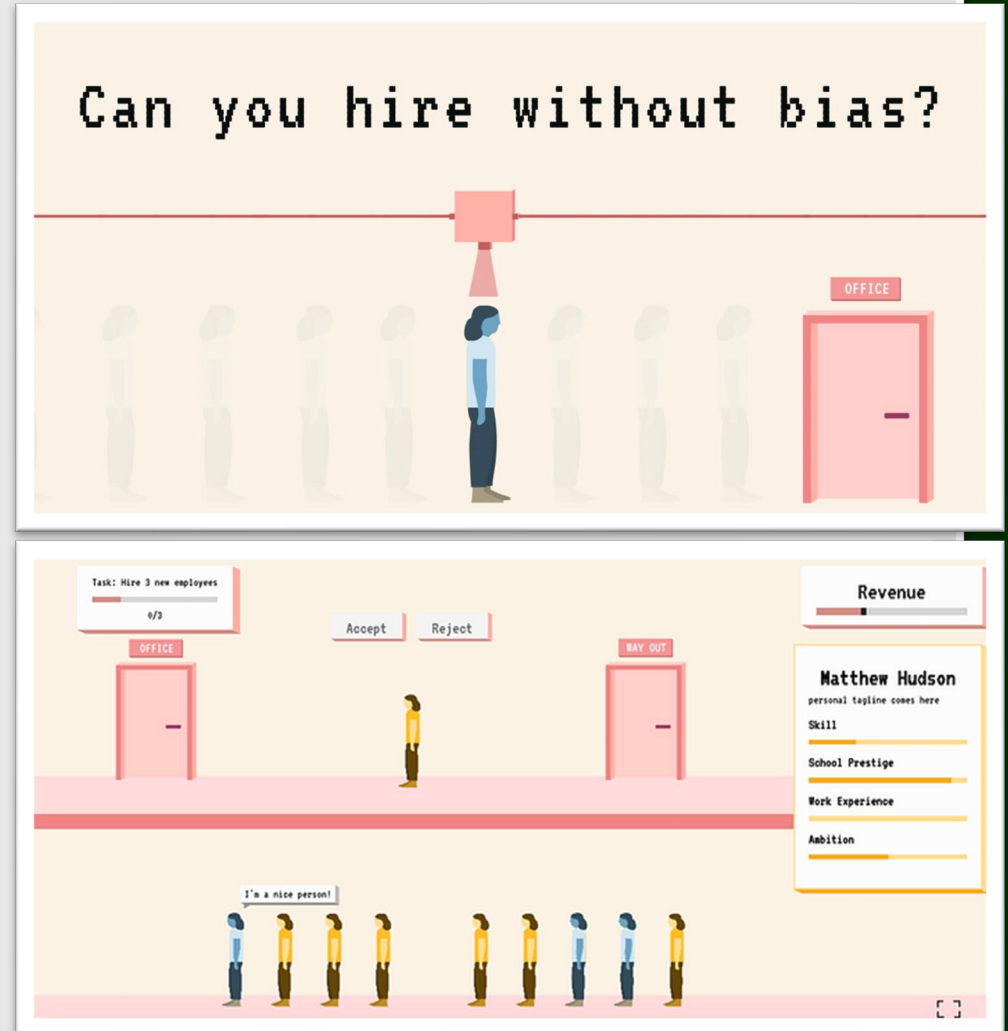 Can you hire without bias?
OFFICE
Task: Hire 3 new employees
0/3
Accept
Reject
Revenue
OFFICE
WAY OUT
Matthew Hudson
personal tagline comes here
Skill
School Prestige
Work Experience
Ambition
I'm a nice person!